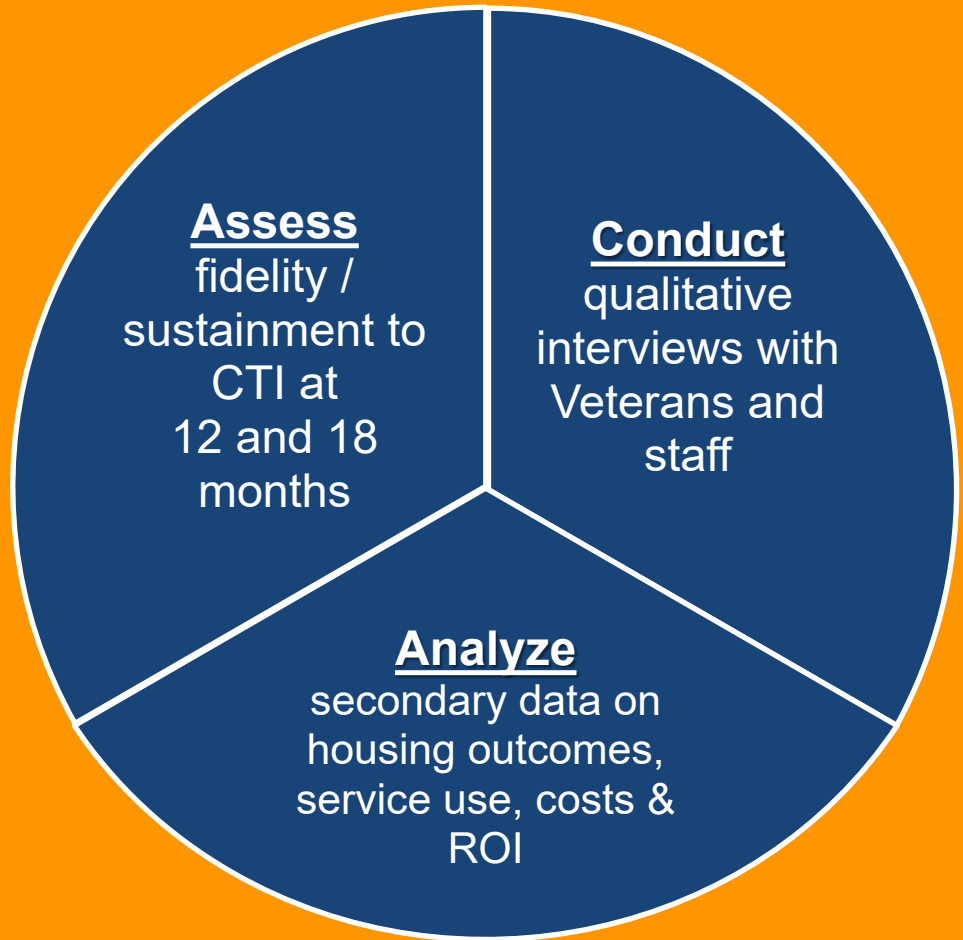 Assess
fidelity /
sustainment to
CTI at
12 and 18
months
Conduct
qualitative
interviews with
Veterans and
staff
Analyze
secondary data on
housing outcomes,
service use, costs &
ROI